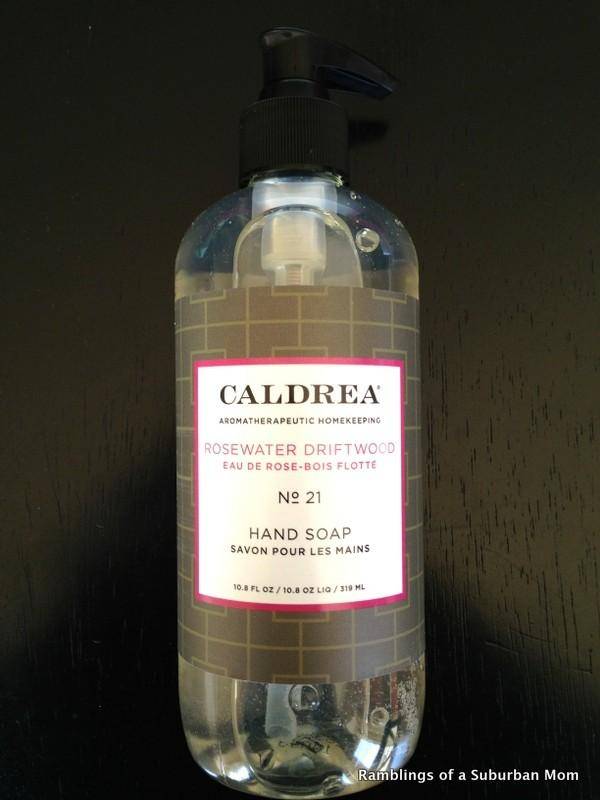 CALDREA®
AROMATHERAPEUTIC HOMEKEEPING
ROSEWATER DRIFTWOOD
EAU DE ROSE-BOIS FLOTTÉ
Nº 21
HAND SOAP
SAVON POUR LES MAINS
10.8 FL OZ / 10.8 OZ LIQ / 319 ML
Ramblings of a Suburban Mom